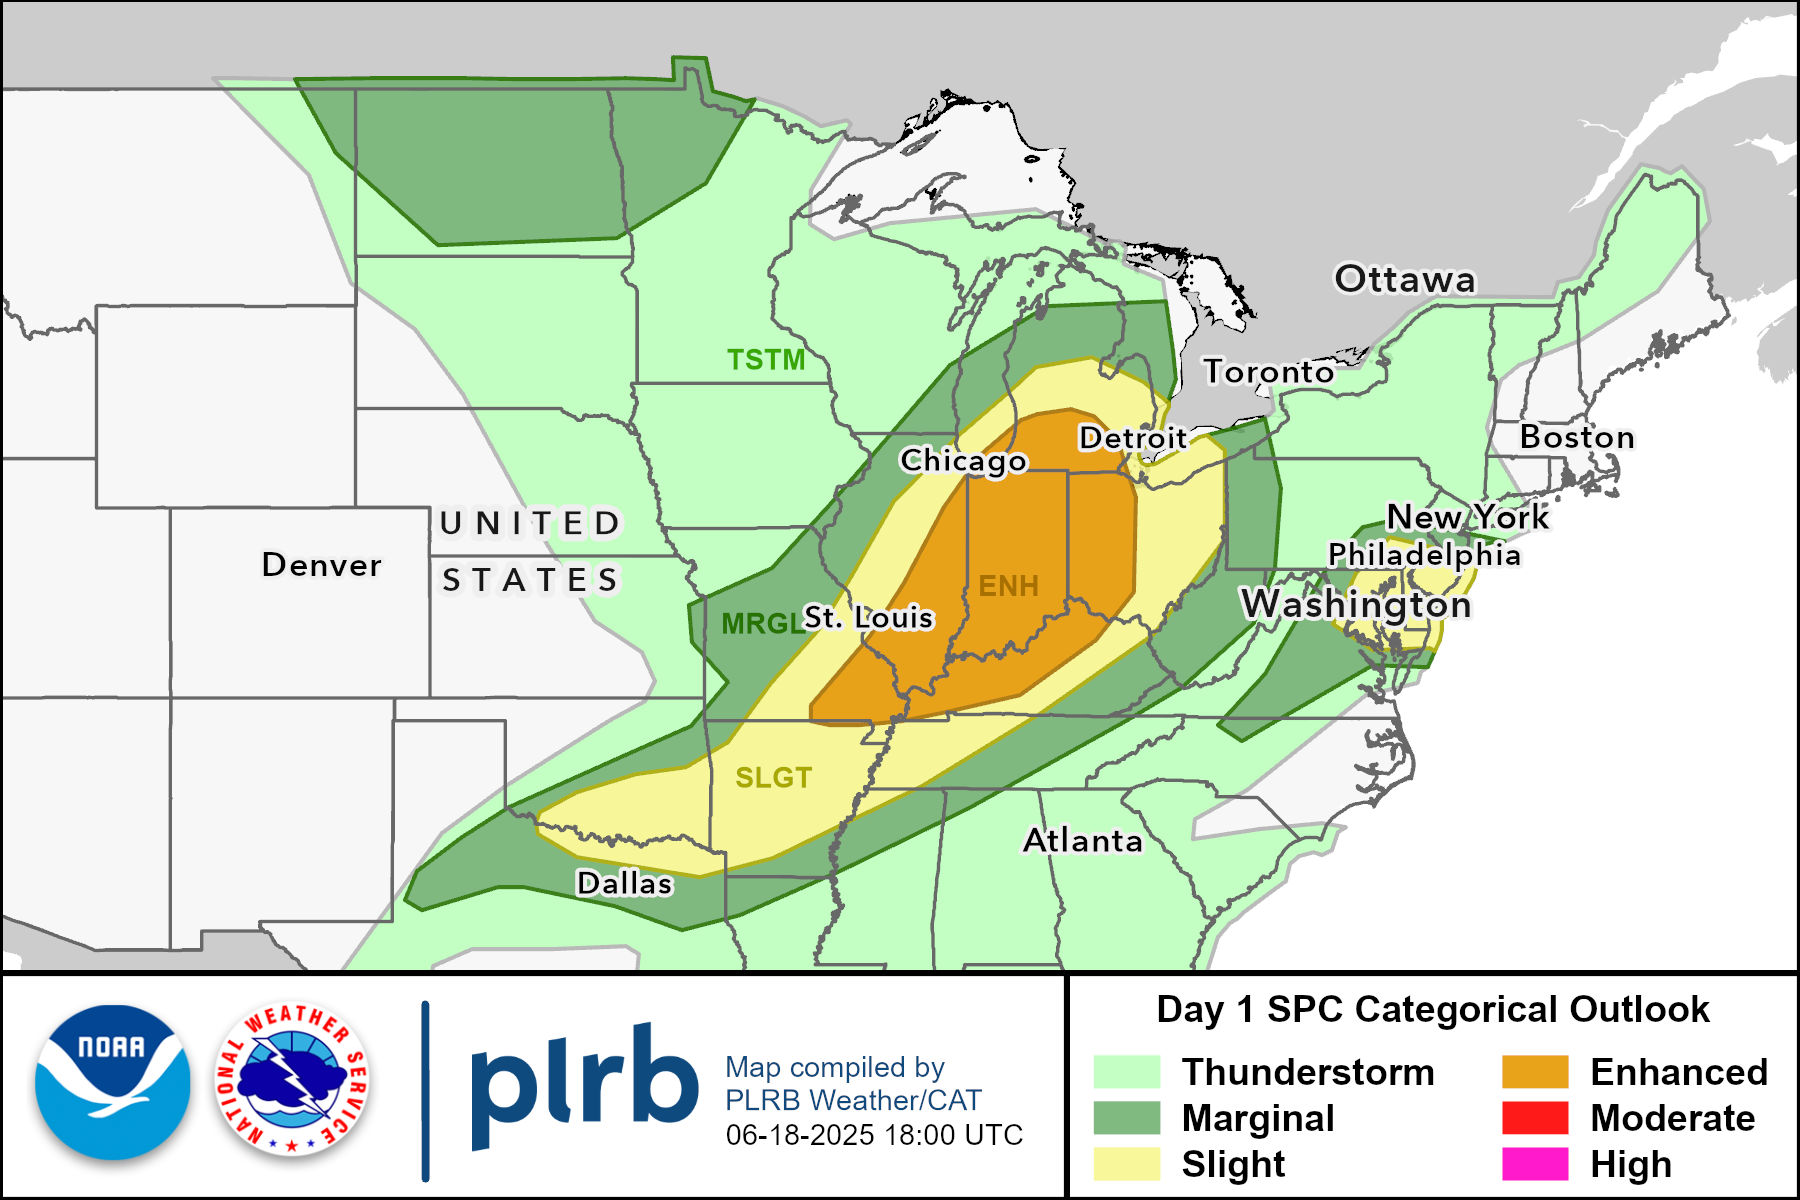 Ottawa
TSTM
Toronto
Detroit
Boston
Chicago
UNITED
New York
Philadelphia
Denver
STATES
ENH
Washington
MRGL
St. Louis
SLGT
Atlanta
Dallas
NOAA
NATIONAL WEATHER SERVICE
plrb
Map compiled by
PLRB Weather/CAT
06-18-2025 18:00 UTC
Day 1 SPC Categorical Outlook
Thunderstorm
Enhanced
Marginal
Moderate
Slight
High